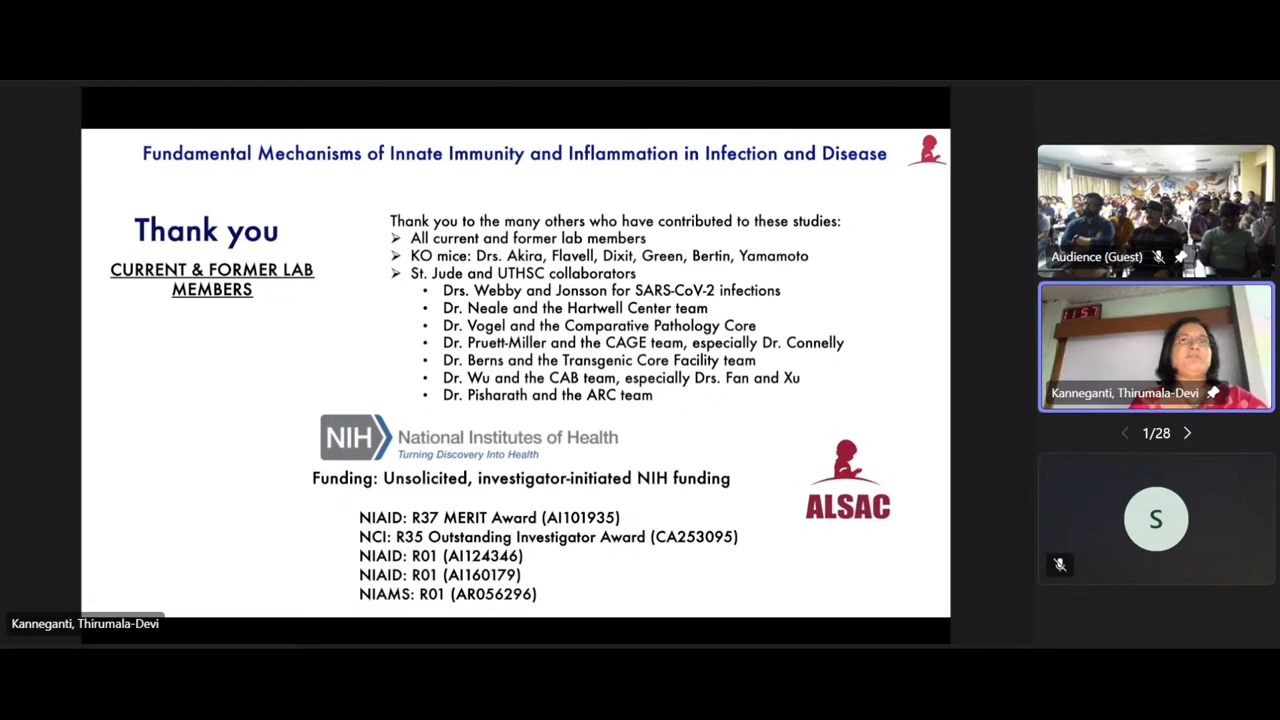 Fundamental Mechanisms of Innate Immunity and Inflammation in Infection and Disease
Thank you
CURRENT & FORMER LAB
MEMBERS
Thank you to the many others who have contributed to these studies:
➢ All current and former lab members
➢ KO mice: Drs. Akira, Flavell, Dixit, Green, Bertin, Yamamoto
➢ St. Jude and UTHSC collaborators
• Drs. Webby and Jonsson for SARS-CoV-2 infections
• Dr. Neale and the Hartwell Center team
• Dr. Vogel and the Comparative Pathology Core
• Dr. Pruett-Miller and the CAGE team, especially Dr. Connelly
• Dr. Berns and the Transgenic Core Facility team
• Dr. Wu and the CAB team, especially Drs. Fan and Xu
• Dr. Pisharath and the ARC team
NIH National Institutes of Health
Turning Discovery Into Health
Funding: Unsolicited, investigator-initiated NIH funding
NIAID: R37 MERIT Award (AI101935)
NCI: R35 Outstanding Investigator Award (CA253095)
NIAID: R01 (AI124346)
NIAID: R01 (AI160179)
NIAMS: R01 (AR056296)
ALSAC
Kanneganti, Thirumala-Devi
Audience (Guest)
11:57
Kanneganti, Thirumala-Devi
1/28
S